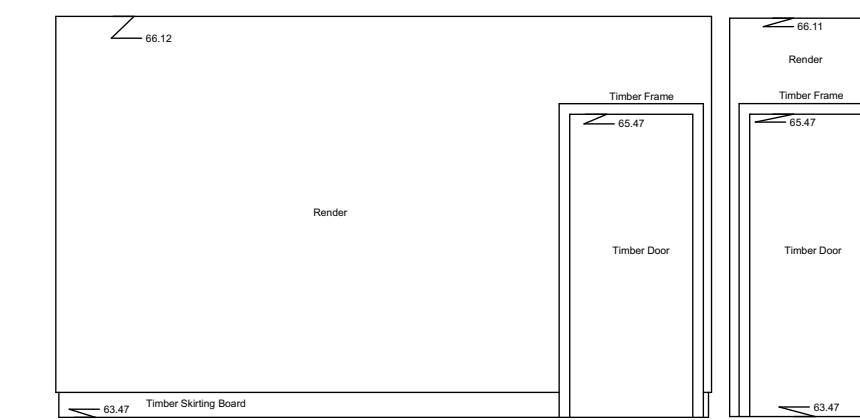 66.12
Timber Frame
65.47
Render
Timber Door
63.47
Timber Skirting Board
66.11
Render
Timber Frame
65.47
Timber Door
63.47